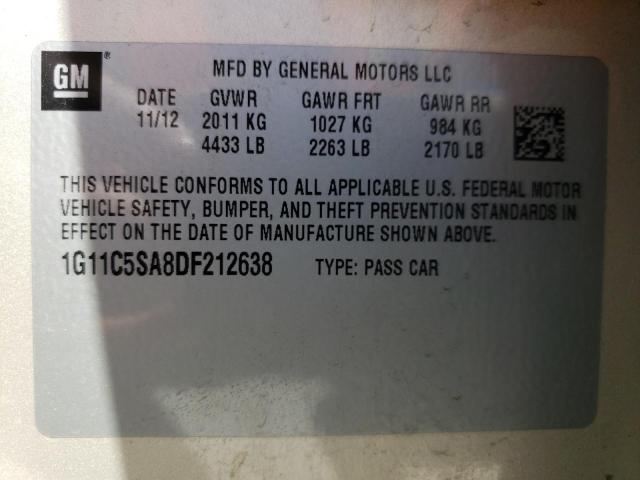 GM ®
MFD BY GENERAL MOTORS LLC
DATE GVWR GAWR FRT GAWR RR
11/12 2011 KG 1027 KG 984 KG
4433 LB 2263 LB 2170 LB
THIS VEHICLE CONFORMS TO ALL APPLICABLE U.S. FEDERAL MOTOR
VEHICLE SAFETY, BUMPER, AND THEFT PREVENTION STANDARDS IN
EFFECT ON THE DATE OF MANUFACTURE SHOWN ABOVE.
1G11C5SA8DF212638 TYPE: PASS CAR